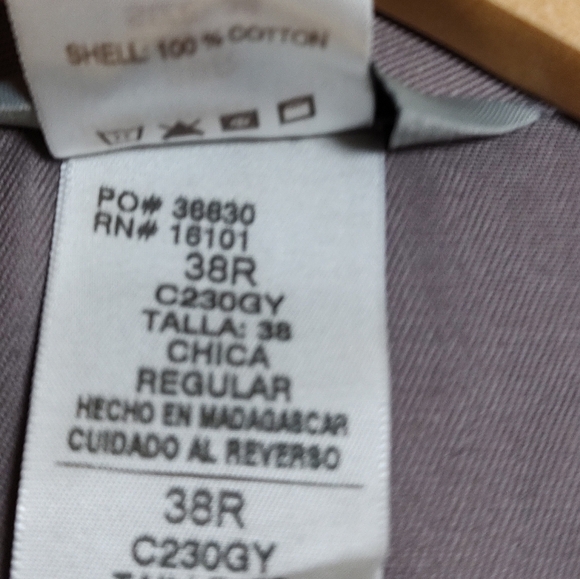 SHELL: 100 % COTTON
PO# 36630
RN# 16101
38R
C230GY
TALLA: 38
CHICA
REGULAR
HECHO EN MADAGASCAR
CUIDADO AL REVERSO
38R
C230GY